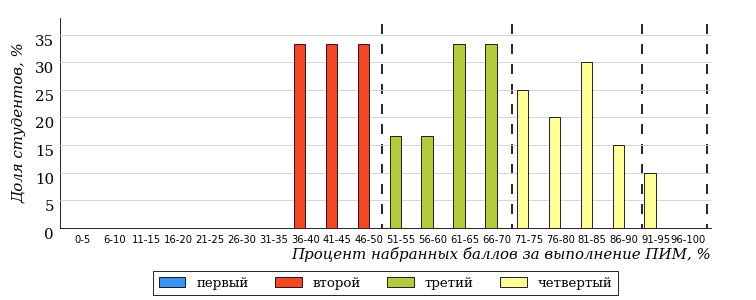 Доля студентов, %
35
30
25
20
15
10
5
0
0-5 6-10 11-15 16-20 21-25 26-30 31-35 36-40 41-45 46-50 51-55 56-60 61-65 66-70 71-75 76-80 81-85 86-90 91-95 96-100
Процент набранных баллов за выполнение ПИМ, %
первый второй третий четвертый